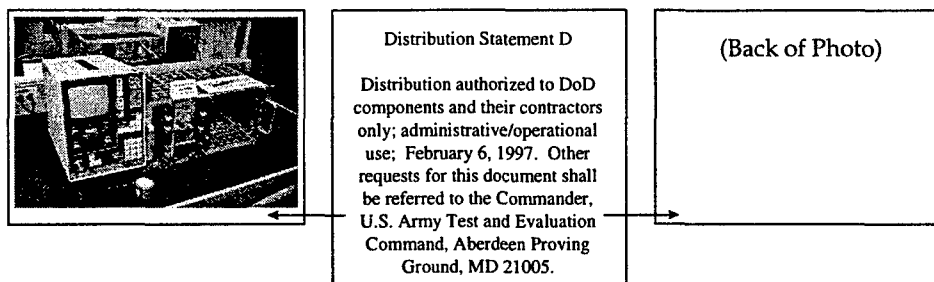 Distribution Statement D
Distribution authorized to DoD
components and their contractors
only; administrative/operational
use; February 6, 1997. Other
requests for this document shall
be referred to the Commander,
U.S. Army Test and Evaluation
Command, Aberdeen Proving
Ground, MD 21005.
(Back of Photo)